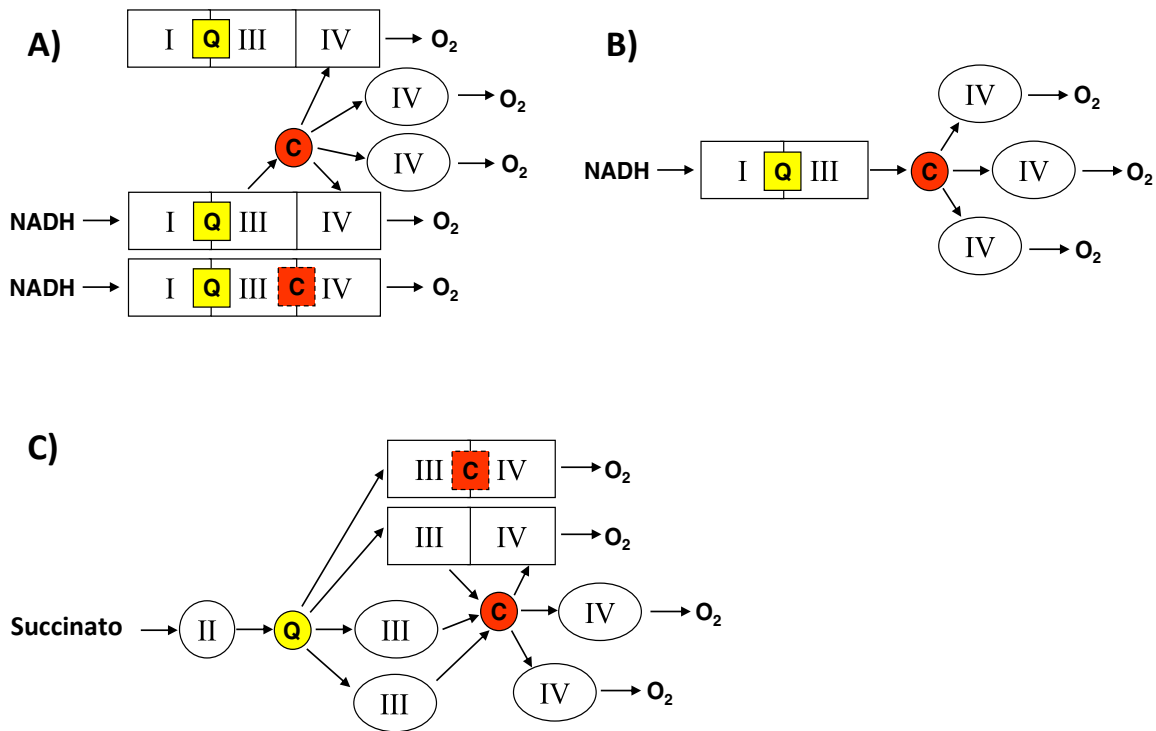 A)
I Q III IV O₂
IV O₂
C
IV O₂
NADH I Q III IV O₂
NADH I Q III C IV O₂
B)
IV O₂
NADH I Q III C IV O₂
IV O₂
C)
III C IV O₂
III IV O₂
Succinato II Q III C IV O₂
III IV O₂